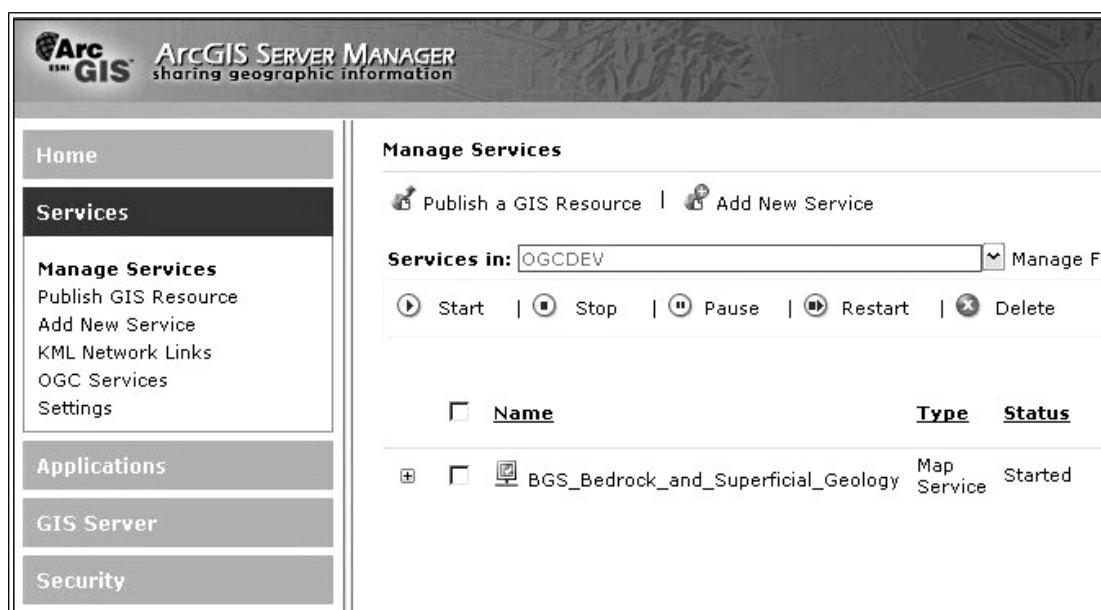 Arc
ESRI GIS
ArcGIS Server Manager
sharing geographic information
Home
Services
Manage Services
Publish GIS Resource
Add New Service
KML Network Links
OGC Services
Settings
Applications
GIS Server
Security
Manage Services
Publish a GIS Resource | Add New Service
Services in: OGCDEV Manage F
Start | Stop | Pause | Restart | Delete
Name Type Status
BGS_Bedrock_and_Superficial_Geology Map Service Started